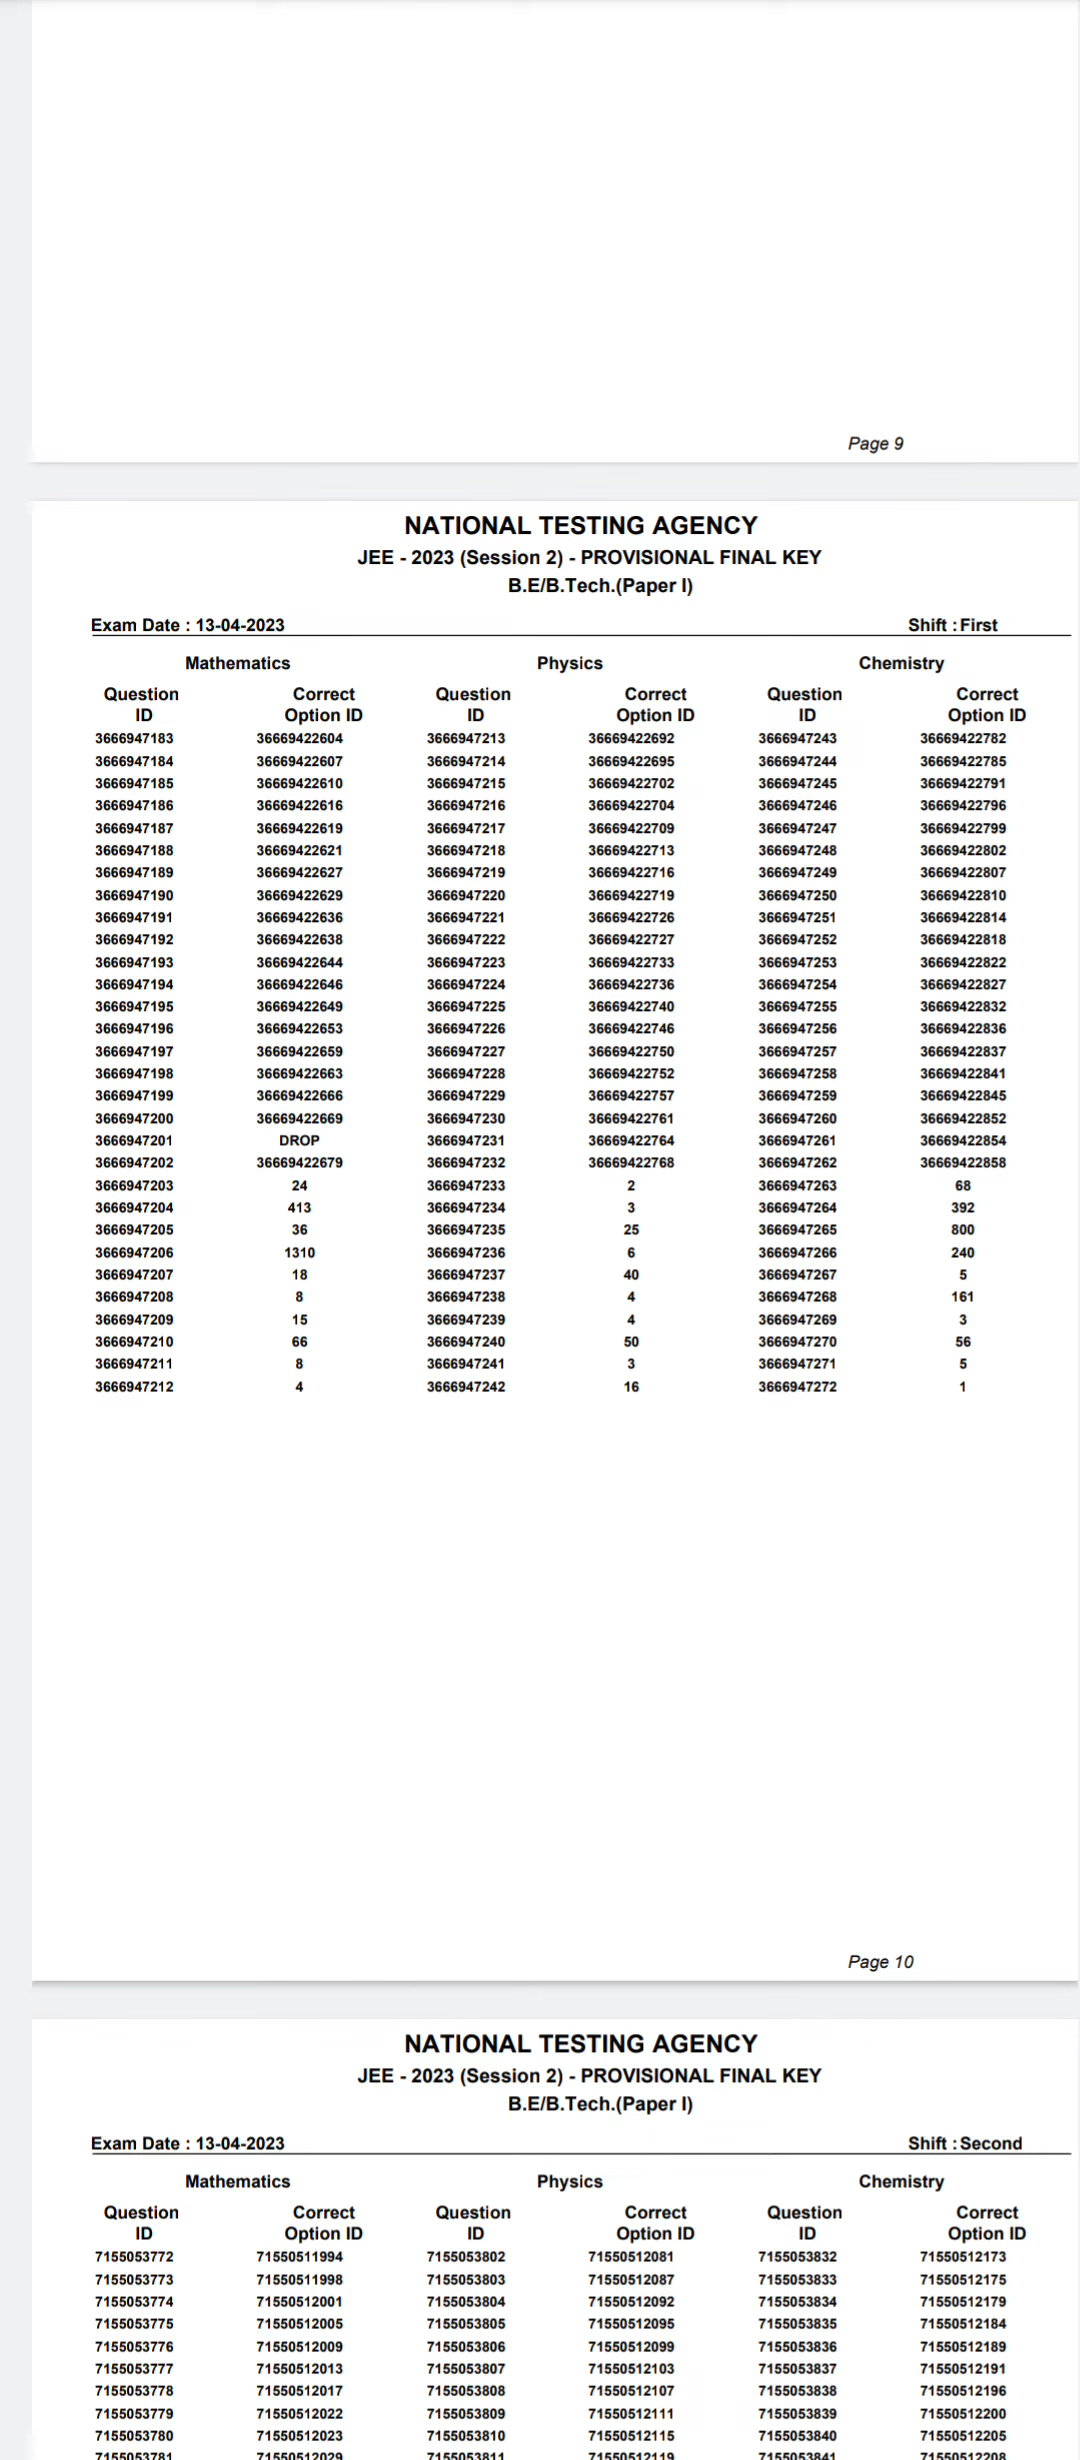 Page 9
NATIONAL TESTING AGENCY
JEE - 2023 (Session 2) - PROVISIONAL FINAL KEY
B.E/B.Tech.(Paper I)
Exam Date : 13-04-2023 Shift : First
Mathematics Physics Chemistry
Question Correct Question Correct Question Correct
ID Option ID ID Option ID ID Option ID
3666947183 36669422604 3666947213 36669422692 3666947243 36669422782
3666947184 36669422607 3666947214 36669422695 3666947244 36669422785
3666947185 36669422610 3666947215 36669422702 3666947245 36669422791
3666947186 36669422616 3666947216 36669422704 3666947246 36669422796
3666947187 36669422619 3666947217 36669422709 3666947247 36669422799
3666947188 36669422621 3666947218 36669422713 3666947248 36669422802
3666947189 36669422627 3666947219 36669422716 3666947249 36669422807
3666947190 36669422629 3666947220 36669422719 3666947250 36669422810
3666947191 36669422636 3666947221 36669422726 3666947251 36669422814
3666947192 36669422638 3666947222 36669422727 3666947252 36669422818
3666947193 36669422644 3666947223 36669422733 3666947253 36669422822
3666947194 36669422646 3666947224 36669422736 3666947254 36669422827
3666947195 36669422649 3666947225 36669422740 3666947255 36669422832
3666947196 36669422653 3666947226 36669422746 3666947256 36669422836
3666947197 36669422659 3666947227 36669422750 3666947257 36669422837
3666947198 36669422663 3666947228 36669422752 3666947258 36669422841
3666947199 36669422666 3666947229 36669422757 3666947259 36669422845
3666947200 36669422669 3666947230 36669422761 3666947260 36669422852
3666947201 DROP 3666947231 36669422764 3666947261 36669422854
3666947202 36669422679 3666947232 36669422768 3666947262 36669422858
3666947203 24 3666947233 2 3666947263 68
3666947204 413 3666947234 3 3666947264 392
3666947205 36 3666947235 25 3666947265 800
3666947206 1310 3666947236 6 3666947266 240
3666947207 18 3666947237 40 3666947267 5
3666947208 8 3666947238 4 3666947268 161
3666947209 15 3666947239 4 3666947269 3
3666947210 66 3666947240 50 3666947270 56
3666947211 8 3666947241 3 3666947271 5
3666947212 4 3666947242 16 3666947272 1
Page 10
NATIONAL TESTING AGENCY
JEE - 2023 (Session 2) - PROVISIONAL FINAL KEY
B.E/B.Tech.(Paper I)
Exam Date : 13-04-2023 Shift : Second
Mathematics Physics Chemistry
Question Correct Question Correct Question Correct
ID Option ID ID Option ID ID Option ID
7155053772 71550511994 7155053802 71550512081 7155053832 71550512173
7155053773 71550511998 7155053803 71550512087 7155053833 71550512175
7155053774 71550512001 7155053804 71550512092 7155053834 71550512179
7155053775 71550512005 7155053805 71550512095 7155053835 71550512184
7155053776 71550512009 7155053806 71550512099 7155053836 71550512189
7155053777 71550512013 7155053807 71550512103 7155053837 71550512191
7155053778 71550512017 7155053808 71550512107 7155053838 71550512196
7155053779 71550512022 7155053809 71550512111 7155053839 71550512200
7155053780 71550512023 7155053810 71550512115 7155053840 71550512205
7155053781 71550512029 7155053811 71550512119 7155053841 71550512208